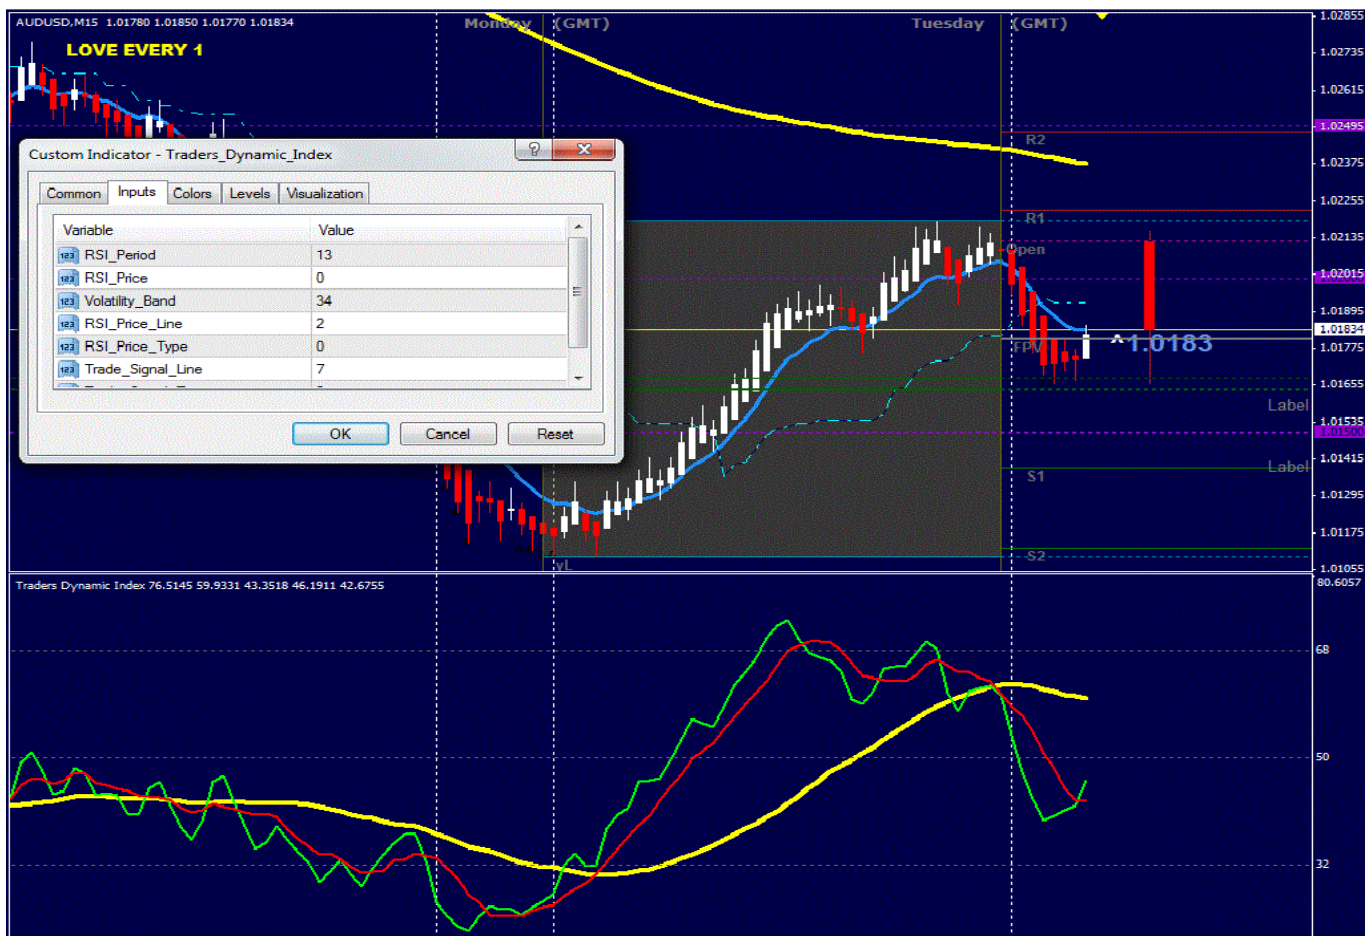 AUDUSD,M15 1.01780 1.01850 1.01770 1.01834
Monday (GMT)
Tuesday (GMT)
LOVE EVERY 1
Custom Indicator - Traders_Dynamic_Index
Common Inputs Colors Levels Visualization
Variable Value
RSI_Period 13
RSI_Price 0
Volatility_Band 34
RSI_Price_Line 2
RSI_Price_Type 0
Trade_Signal_Line 7
OK Cancel Reset
R2
R1
Open
FPV
1.0183
Label
Label
S1
S2
yL
1.02855
1.02735
1.02615
1.02495
1.02375
1.02255
1.02135
1.02015
1.01895
1.01834
1.01775
1.01655
1.01535
1.01500
1.01415
1.01295
1.01175
1.01055
Traders Dynamic Index 76.5145 59.9331 43.3518 46.1911 42.6755
80.6057
68
50
32